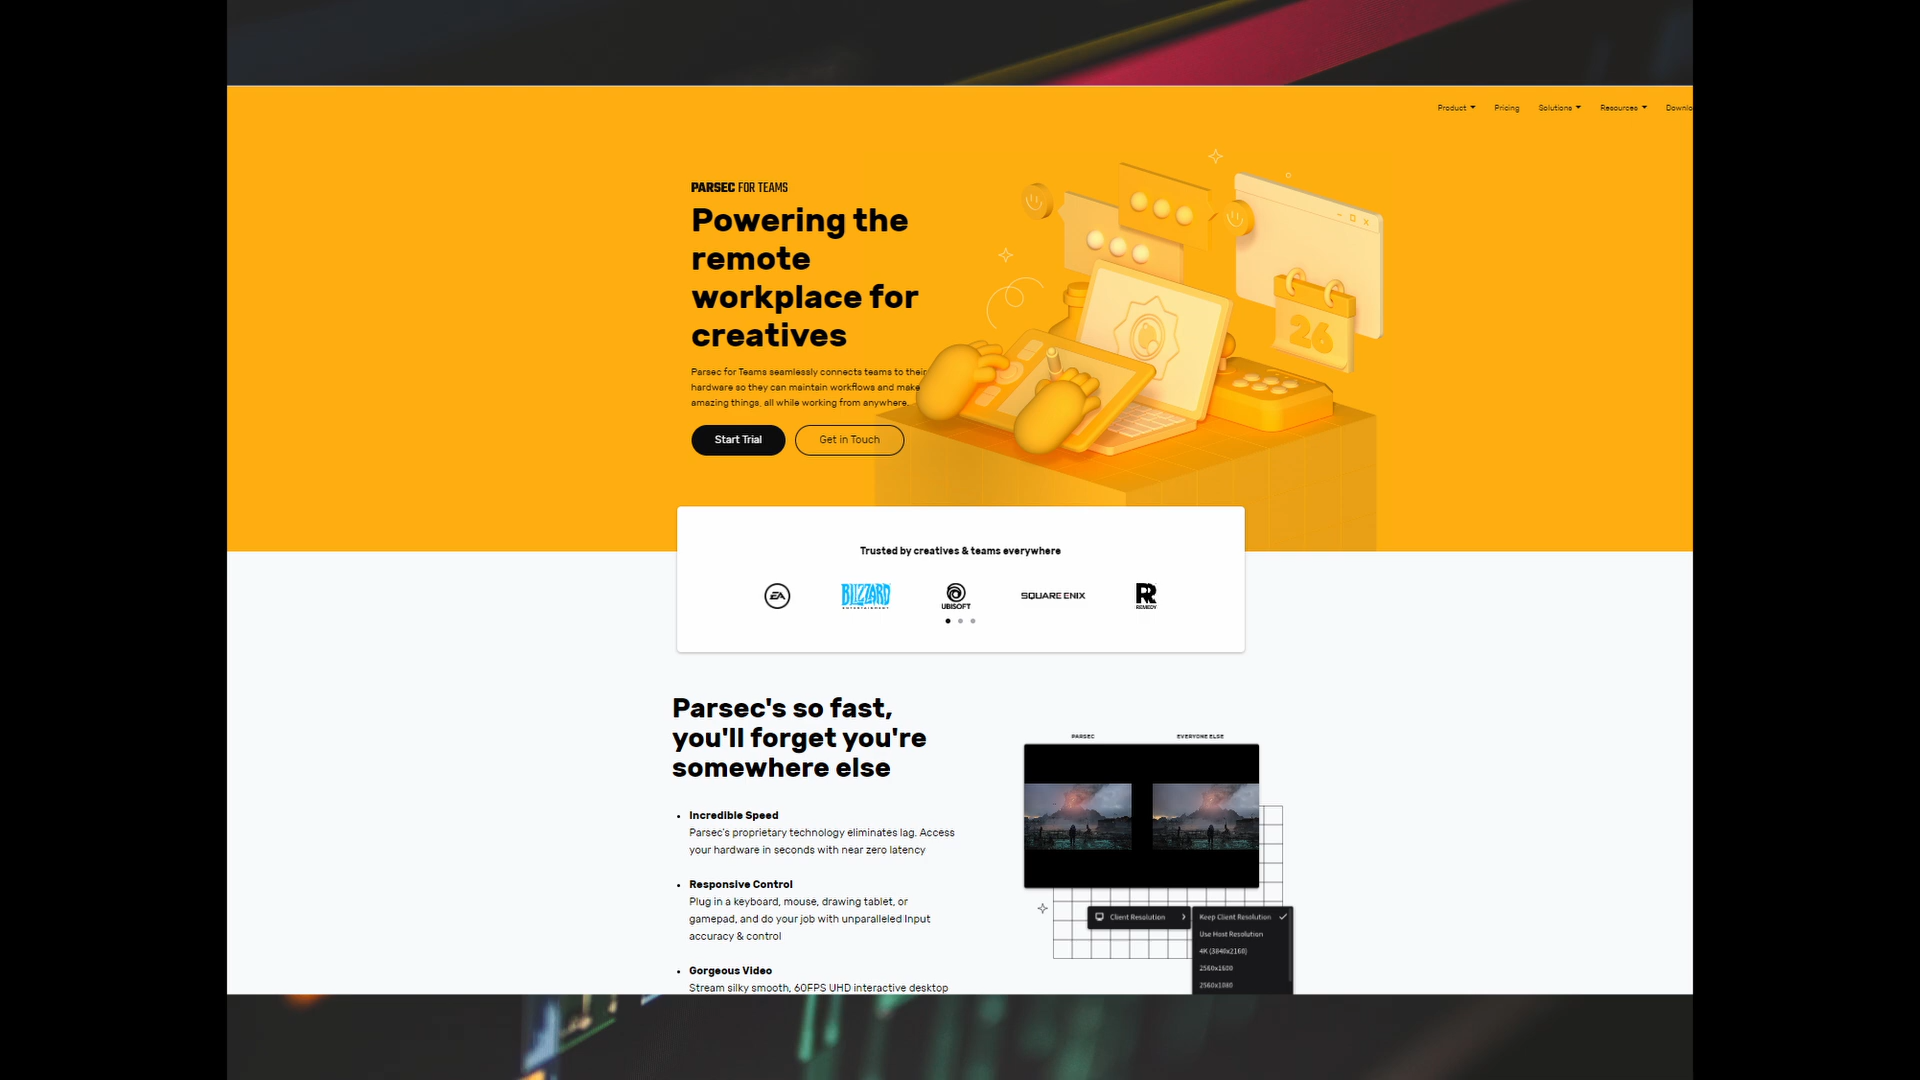 Product
Pricing
Solutions
Resources
Downlo
PARSEC FOR TEAMS
Powering the
remote
workplace for
creatives
Parsec for Teams seamlessly connects teams to their
hardware so they can maintain workflows and make
amazing things, all while working from anywhere.
Start Trial
Get in Touch
26
Trusted by creatives & teams everywhere
EA
BLIZZARD
ENTERTAINMENT
UBISOFT
SQUARE ENIX
R
REMEDY
Parsec's so fast,
you'll forget you're
somewhere else
PARSEC
EVERYONE ELSE
• Incredible Speed
Parsec's proprietary technology eliminates lag. Access
your hardware in seconds with near zero latency
• Responsive Control
Plug in a keyboard, mouse, drawing tablet, or
gamepad, and do your job with unparalleled Input
accuracy & control
• Gorgeous Video
Stream silky smooth, 60FPS UHD interactive desktop
Client Resolution
Keep Client Resolution
Use Host Resolution
4K (3840x2160)
2560x1600
2560x1080